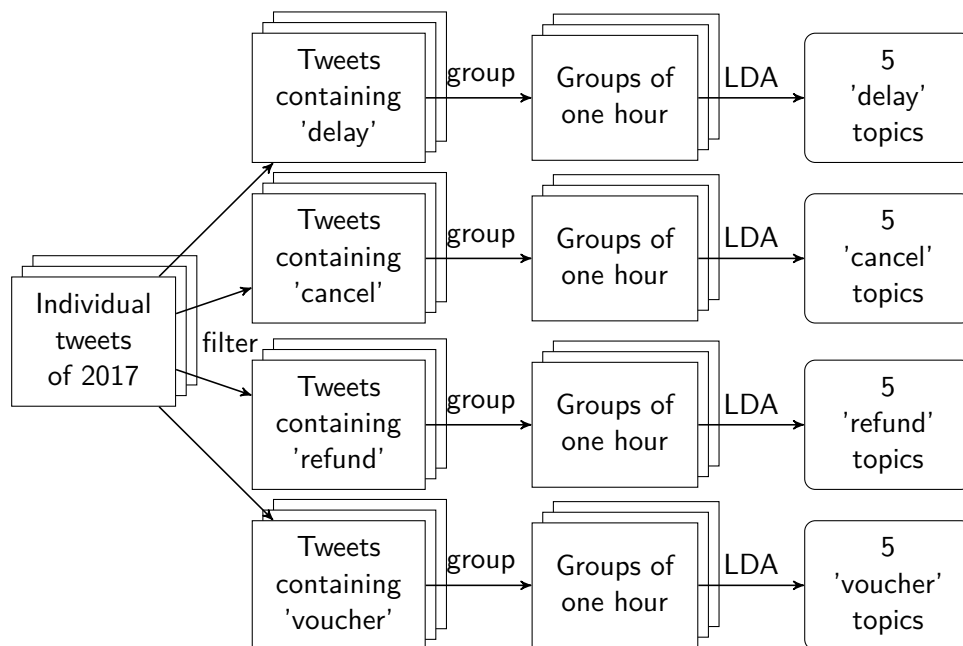 Individual
tweets
of 2017
filter
Tweets
containing
'delay'
group
Groups of
one hour
LDA
5
'delay'
topics
Tweets
containing
'cancel'
group
Groups of
one hour
LDA
5
'cancel'
topics
Tweets
containing
'refund'
group
Groups of
one hour
LDA
5
'refund'
topics
Tweets
containing
'voucher'
group
Groups of
one hour
LDA
5
'voucher'
topics